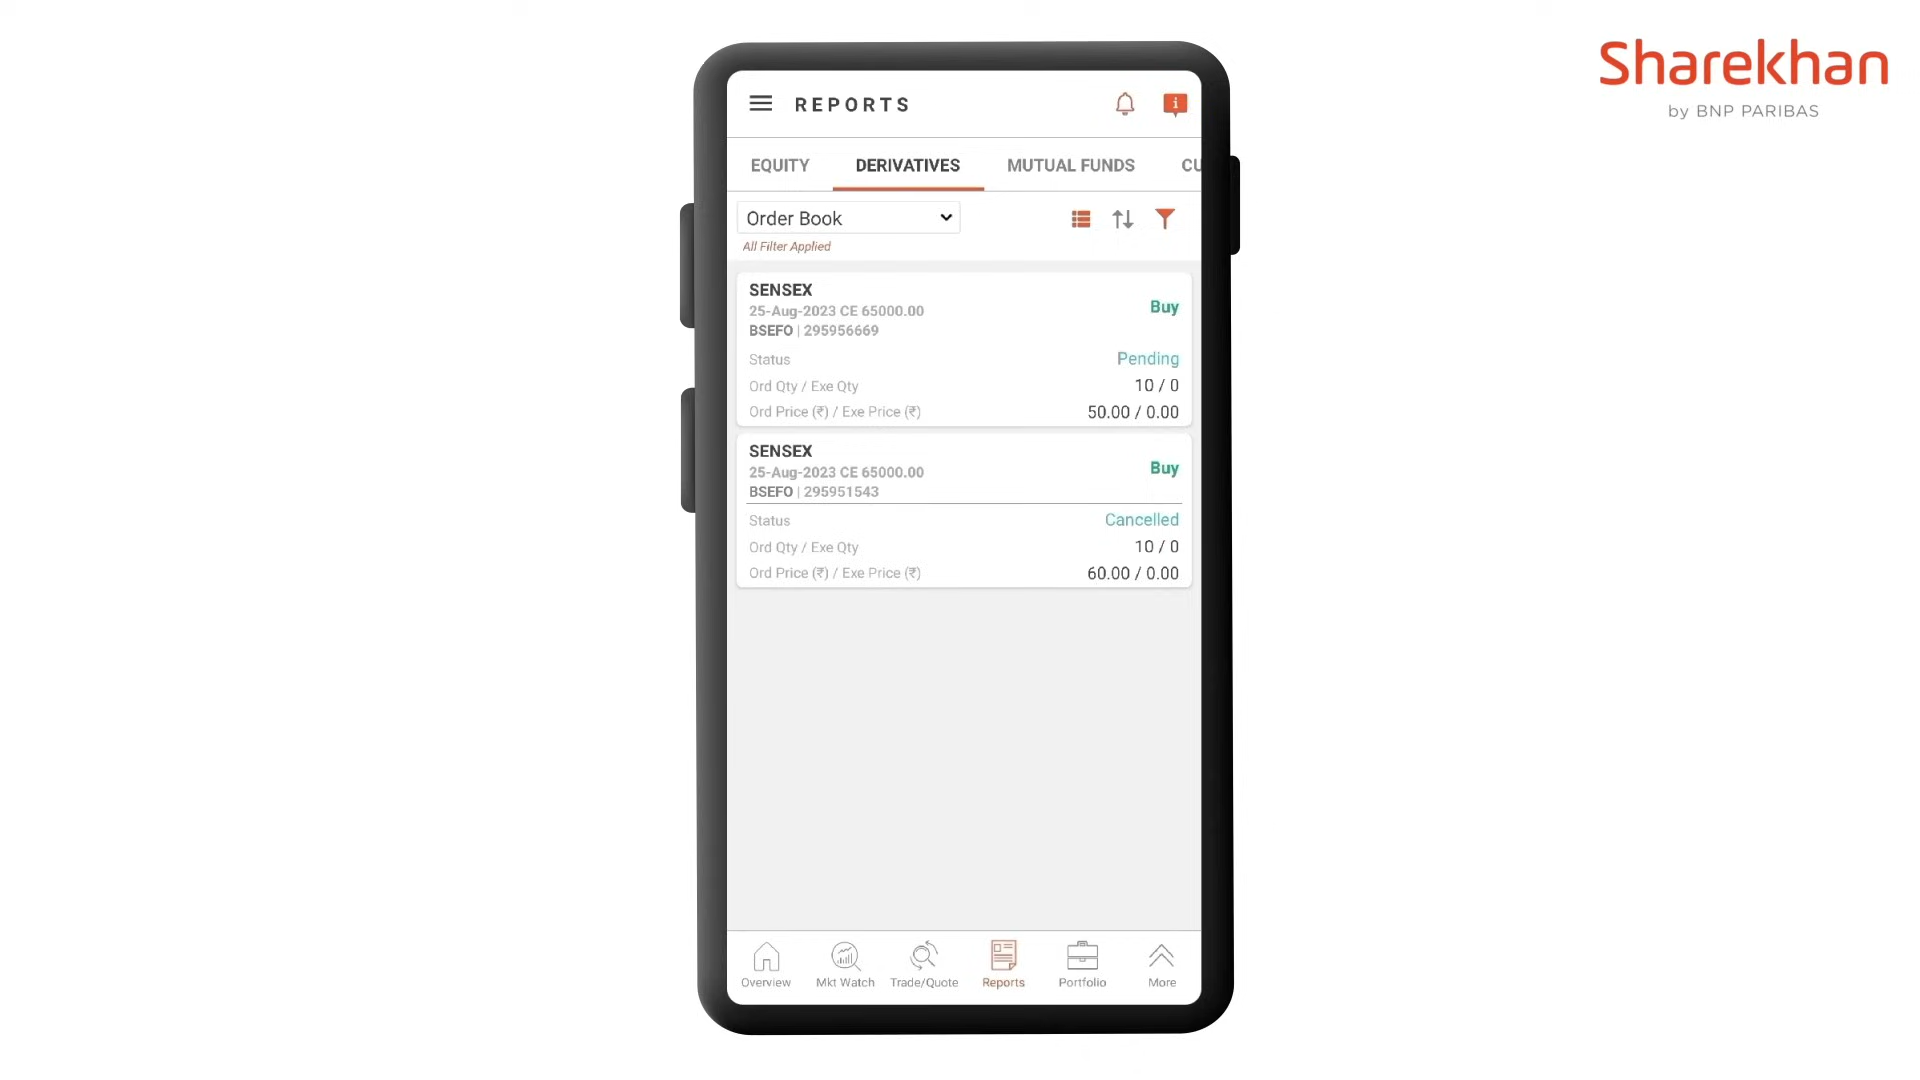 Sharekhan
by BNP PARIBAS
REPORTS
EQUITY DERIVATIVES MUTUAL FUNDS CU
Order Book
All Filter Applied
SENSEX
25-Aug-2023 CE 65000.00
Buy
BSEFO | 295956669
Status Pending
Ord Qty / Exe Qty 10 / 0
Ord Price (₹) / Exe Price (₹) 50.00 / 0.00
SENSEX
25-Aug-2023 CE 65000.00
Buy
BSEFO | 295951543
Status Cancelled
Ord Qty / Exe Qty 10 / 0
Ord Price (₹) / Exe Price (₹) 60.00 / 0.00
Overview Mkt Watch Trade/Quote Reports Portfolio More